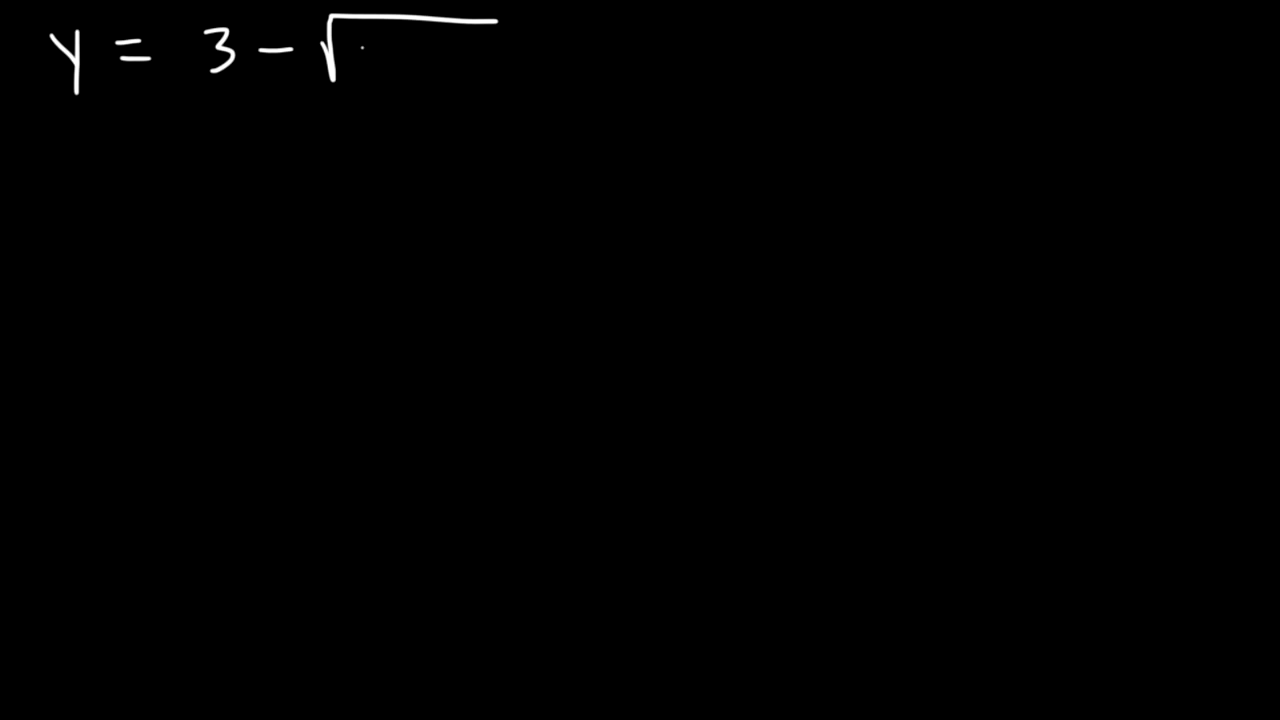 y = 3 - √